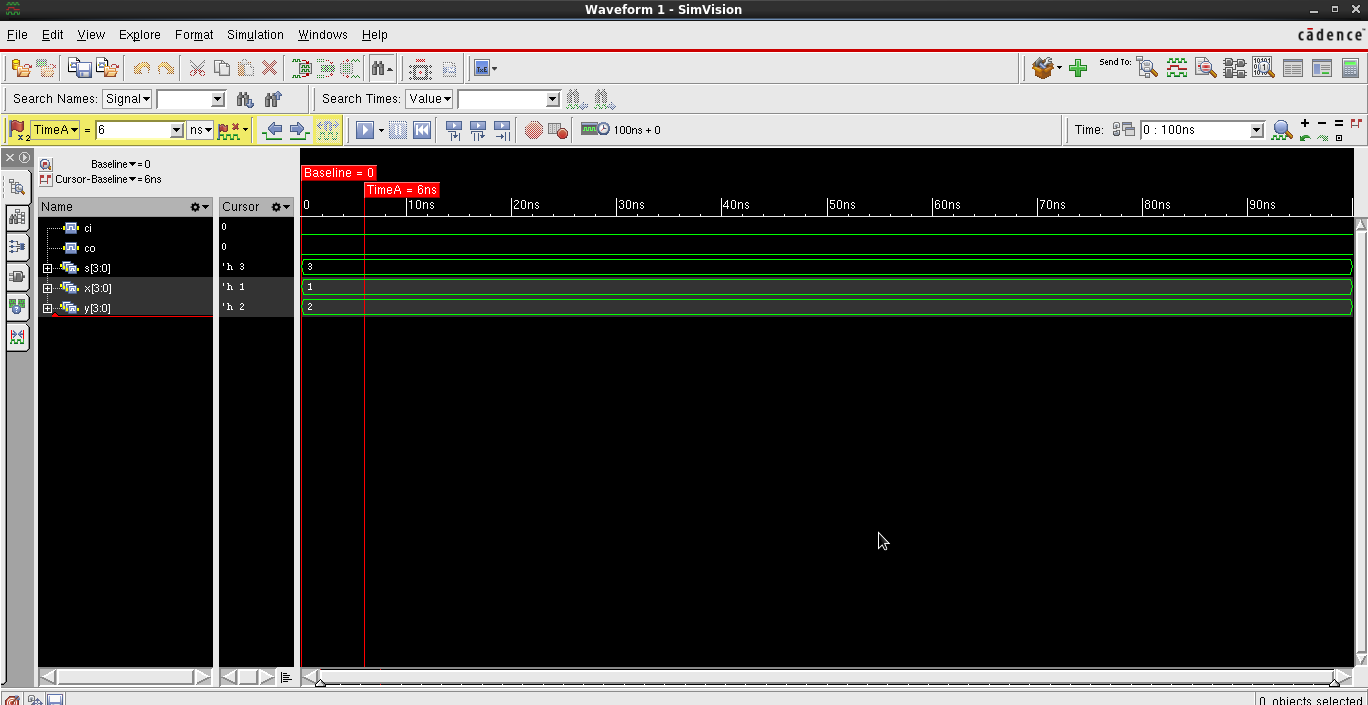 Waveform 1 - SimVision
File Edit View Explore Format Simulation Windows Help
cādence
Send To:
Search Names: Signal
Search Times: Value
TimeA = 6 ns
100ns + 0
Time: 0 : 100ns
Baseline = 0
Cursor-Baseline = 6ns
Baseline = 0
TimeA = 6ns
Name
Cursor
0 10ns 20ns 30ns 40ns 50ns 60ns 70ns 80ns 90ns
ci 0
co 0
s[3:0] 'h 3 3
x[3:0] 'h 1 1
y[3:0] 'h 2 2
0 objects selected